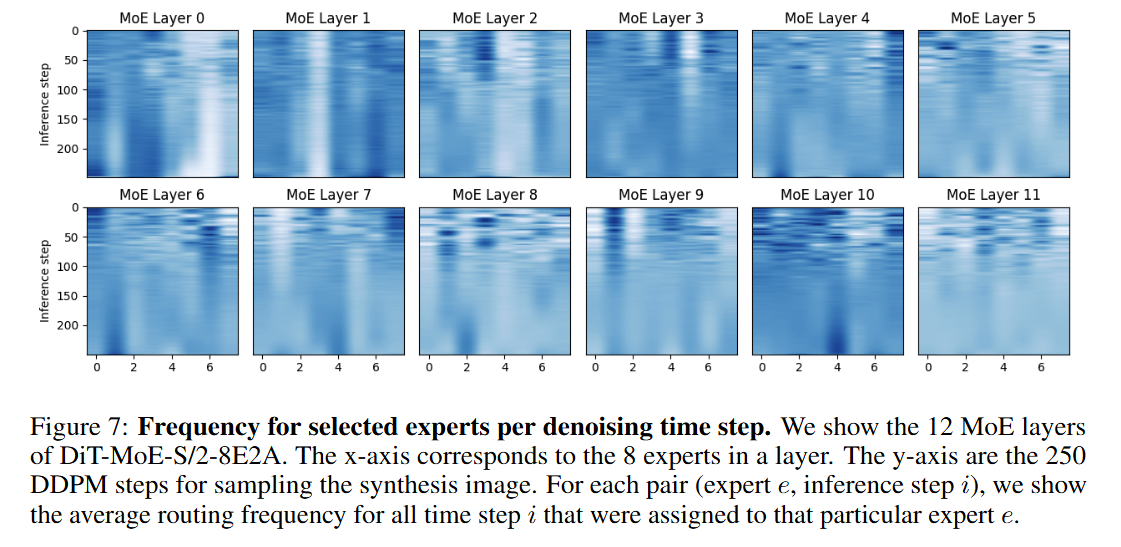 MoE Layer 0 MoE Layer 1 MoE Layer 2 MoE Layer 3 MoE Layer 4 MoE Layer 5
0
50
100
150
200
Inference step
MoE Layer 6 MoE Layer 7 MoE Layer 8 MoE Layer 9 MoE Layer 10 MoE Layer 11
0
50
100
150
200
Inference step
0 2 4 6 0 2 4 6 0 2 4 6 0 2 4 6 0 2 4 6 0 2 4 6
Figure 7: Frequency for selected experts per denoising time step. We show the 12 MoE layers
of DiT-MoE-S/2-8E2A. The x-axis corresponds to the 8 experts in a layer. The y-axis are the 250
DDPM steps for sampling the synthesis image. For each pair (expert e, inference step i), we show
the average routing frequency for all time step i that were assigned to that particular expert e.